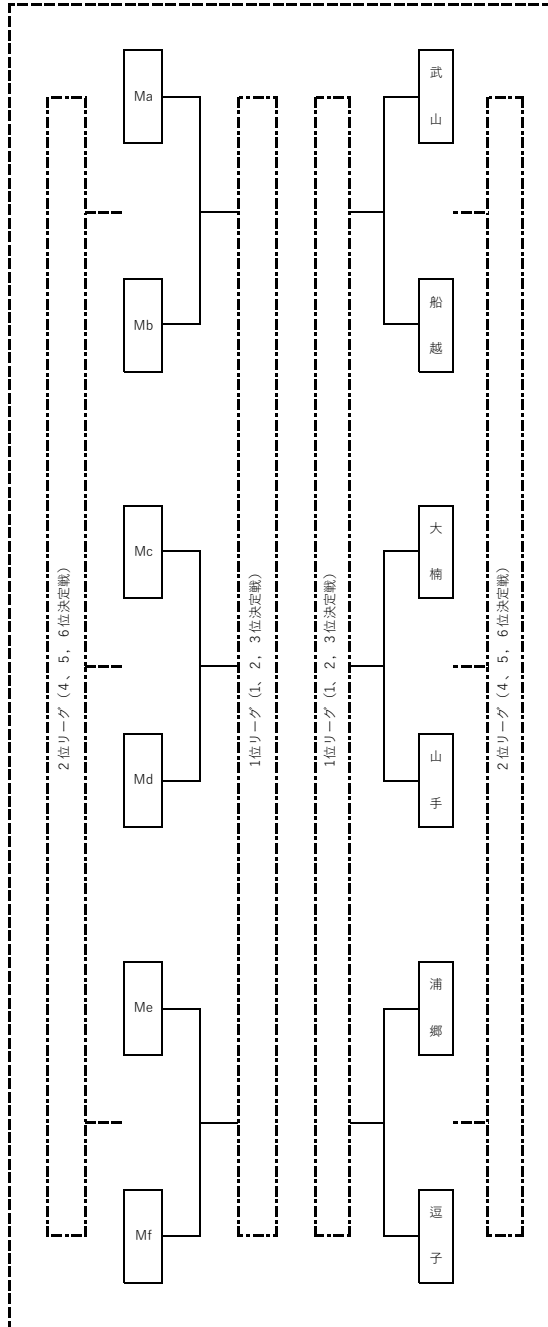 Ma
武山
Mb
船越
Mc
大楠
2位リーグ（4、5，6位決定戦）
1位リーグ（1、2，3位決定戦）
1位リーグ（1、2，3位決定戦）
2位リーグ（4、5，6位決定戦）
Md
山手
Me
浦郷
Mf
逗子